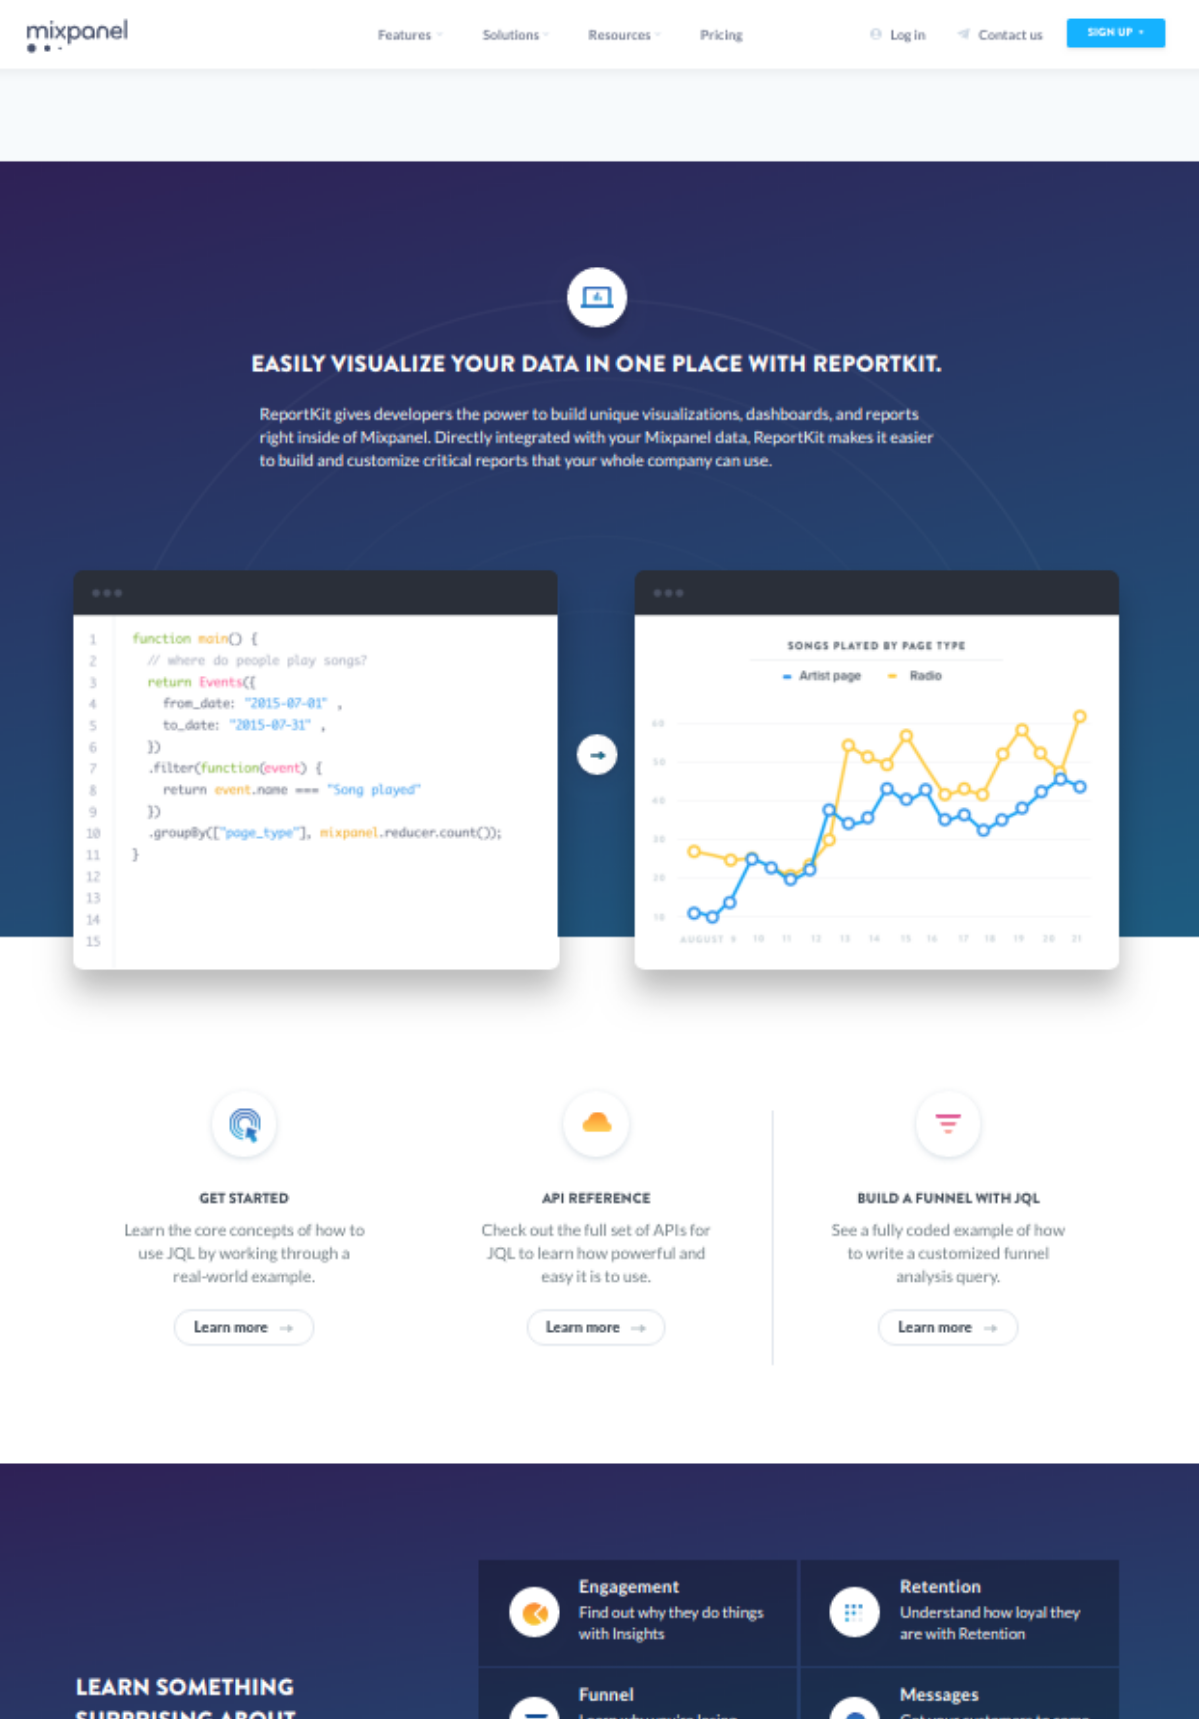 mixpanel
Features
Solutions
Resources
Pricing
Log in
Contact us
SIGN UP
EASILY VISUALIZE YOUR DATA IN ONE PLACE WITH REPORTKIT.
ReportKit gives developers the power to build unique visualizations, dashboards, and reports
right inside of Mixpanel. Directly integrated with your Mixpanel data, ReportKit makes it easier
to build and customize critical reports that your whole company can use.
1 function main() {
2 // where do people play songs?
3 return Events({
4 from_date: "2015-07-01" ,
5 to_date: "2015-07-31" ,
6 })
7 .filter(function(event) {
8 return event.name === "Song played"
9 })
10 .groupBy(["page_type"], mixpanel.reducer.count());
11 }
12
13
14
15
SONGS PLAYED BY PAGE TYPE
Artist page Radio
60
50
40
30
20
10
AUGUST 9 10 11 12 13 14 15 16 17 18 19 20 21
GET STARTED
Learn the core concepts of how to
use JQL by working through a
real-world example.
Learn more →
API REFERENCE
Check out the full set of APIs for
JQL to learn how powerful and
easy it is to use.
Learn more →
BUILD A FUNNEL WITH JQL
See a fully coded example of how
to write a customized funnel
analysis query.
Learn more →
LEARN SOMETHING
SURPRISING ABOUT
Engagement
Find out why they do things
with Insights
Retention
Understand how loyal they
are with Retention
Funnel
Messages